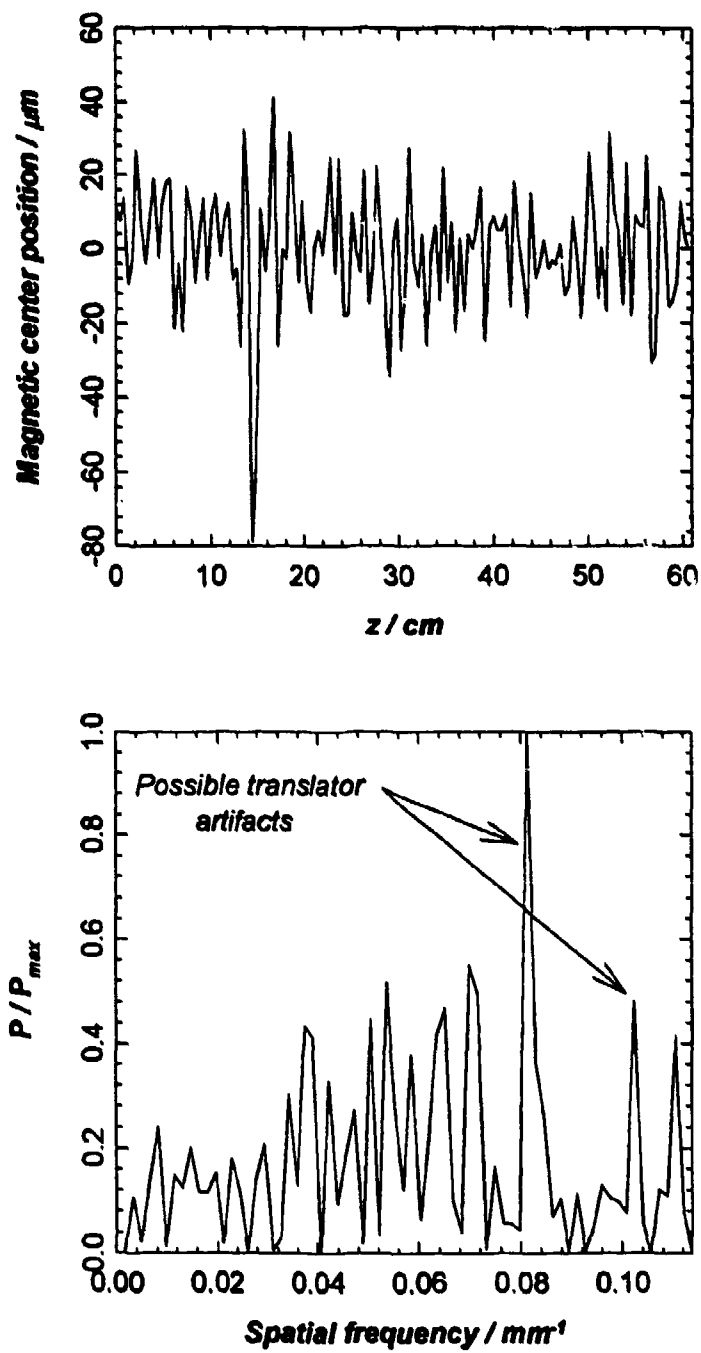 60
40
20
0
-20
-40
-60
-80
Magnetic center position / µm
0 10 20 30 40 50 60
z / cm
1.0
0.8
0.6
0.4
0.2
0.0
P / Pmax
Possible translator
artifacts
0.00 0.02 0.04 0.06 0.08 0.10
Spatial frequency / mm-1